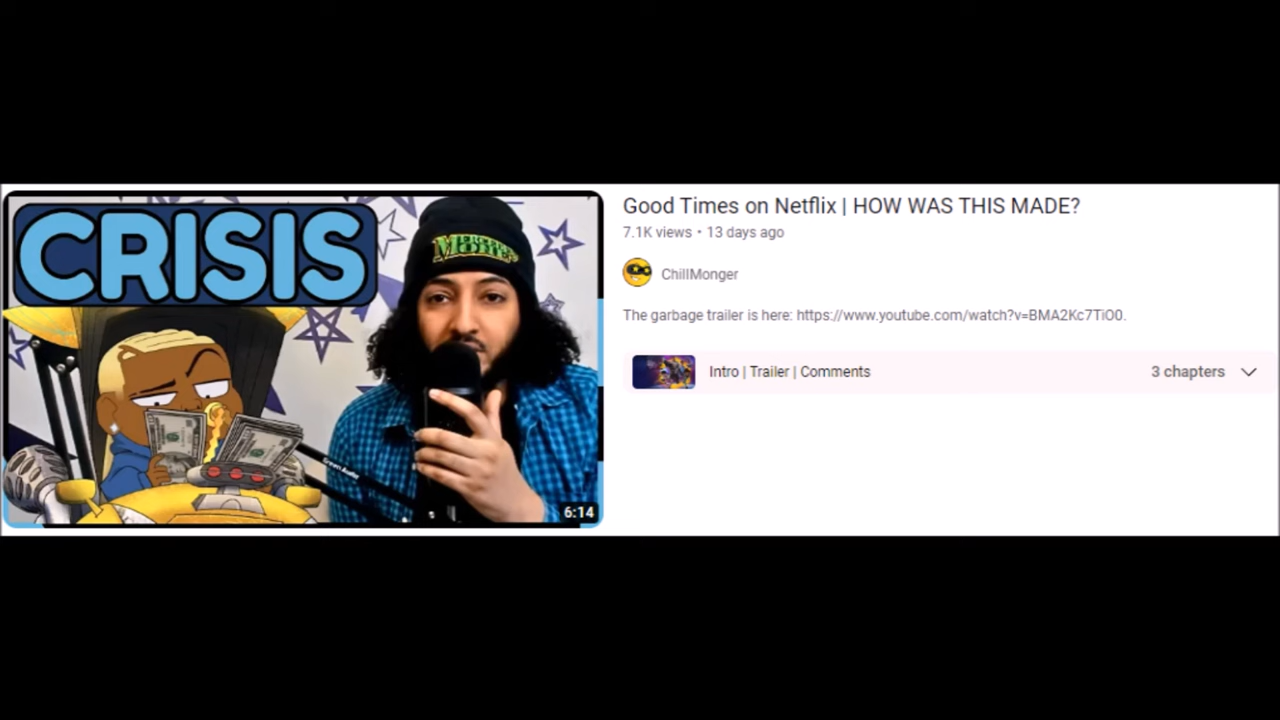 CRISIS
6:14
Good Times on Netflix | HOW WAS THIS MADE?
7.1K views • 13 days ago
ChillMonger
The garbage trailer is here: https://www.youtube.com/watch?v=BMA2Kc7TiO0.
Intro | Trailer | Comments
3 chapters